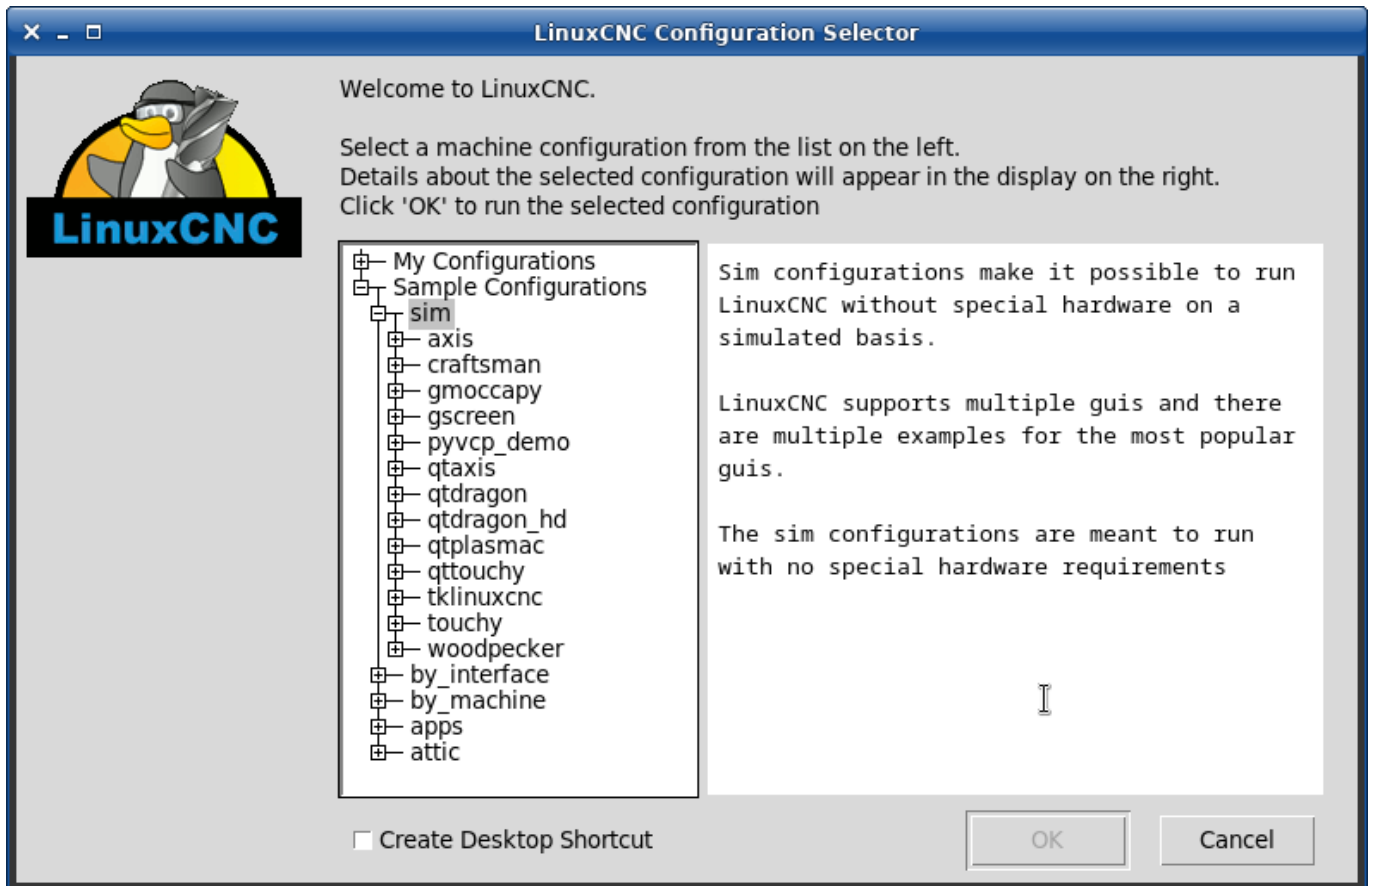 LinuxCNC Configuration Selector
LinuxCNC
Welcome to LinuxCNC.
Select a machine configuration from the list on the left.
Details about the selected configuration will appear in the display on the right.
Click 'OK' to run the selected configuration
My Configurations
Sample Configurations
sim
axis
craftsman
gmoccapy
gscreen
pyvcp_demo
qtaxis
qtdragon
qtdragon_hd
qtplasmac
qttouchy
tklinuxcnc
touchy
woodpecker
by_interface
by_machine
apps
attic
Sim configurations make it possible to run
LinuxCNC without special hardware on a
simulated basis.
LinuxCNC supports multiple guis and there
are multiple examples for the most popular
guis.
The sim configurations are meant to run
with no special hardware requirements
Create Desktop Shortcut
OK
Cancel